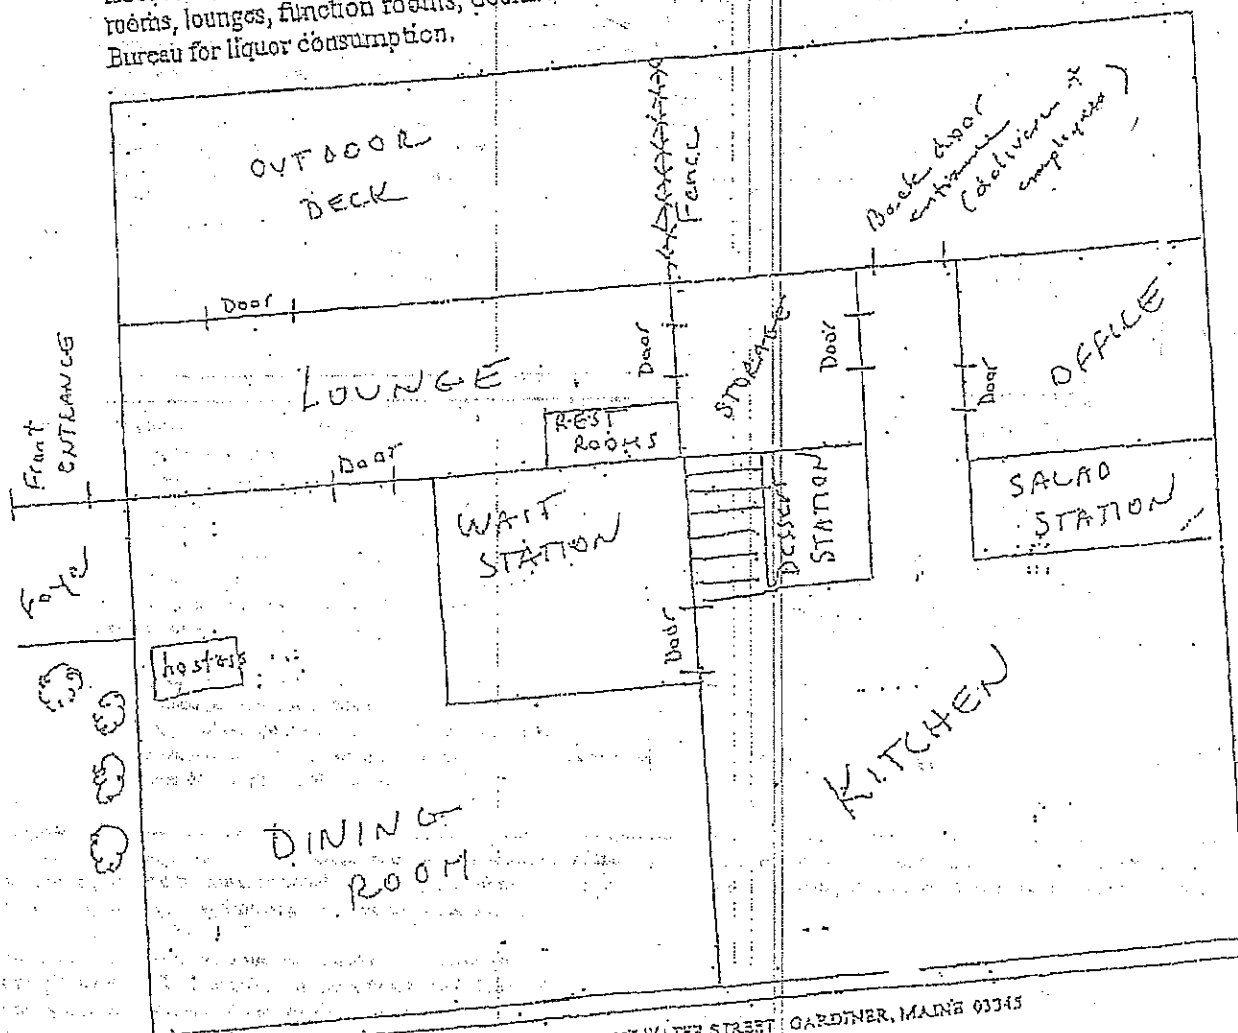 rooms, lounges, function rooms,
Bureau for liquor consumption.
OUTDOOR
DECK
Fence
Back door
entrance
(deliveries &
employees)
Door
Front
ENTRANCE
LOUNGE
Door
STORAGE
Door
Door
OFFICE
REST
ROOMS
Door
WAIT
STATION
DESSERT
STATION
SALAD
STATION
Foyer
hostess
Door
KITCHEN
DINING
ROOM
STREET GARDINER, MAINE 03345